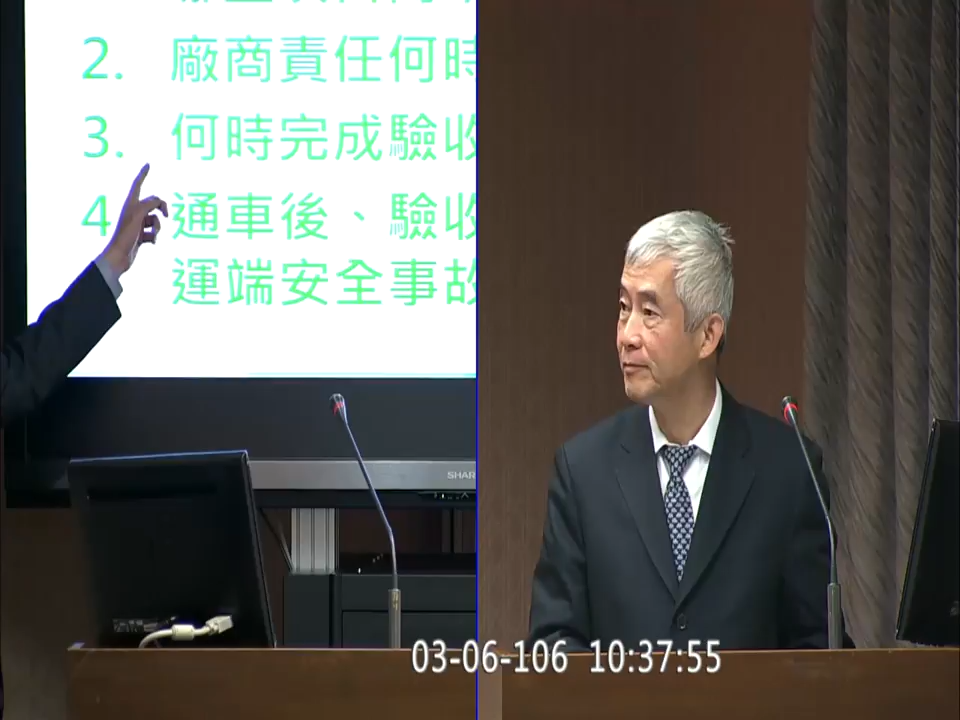 2. 廠商責任何時
3. 何時完成驗收
4 通車後、驗收
運端安全事故
SHAR
03-06-106 10:37:55